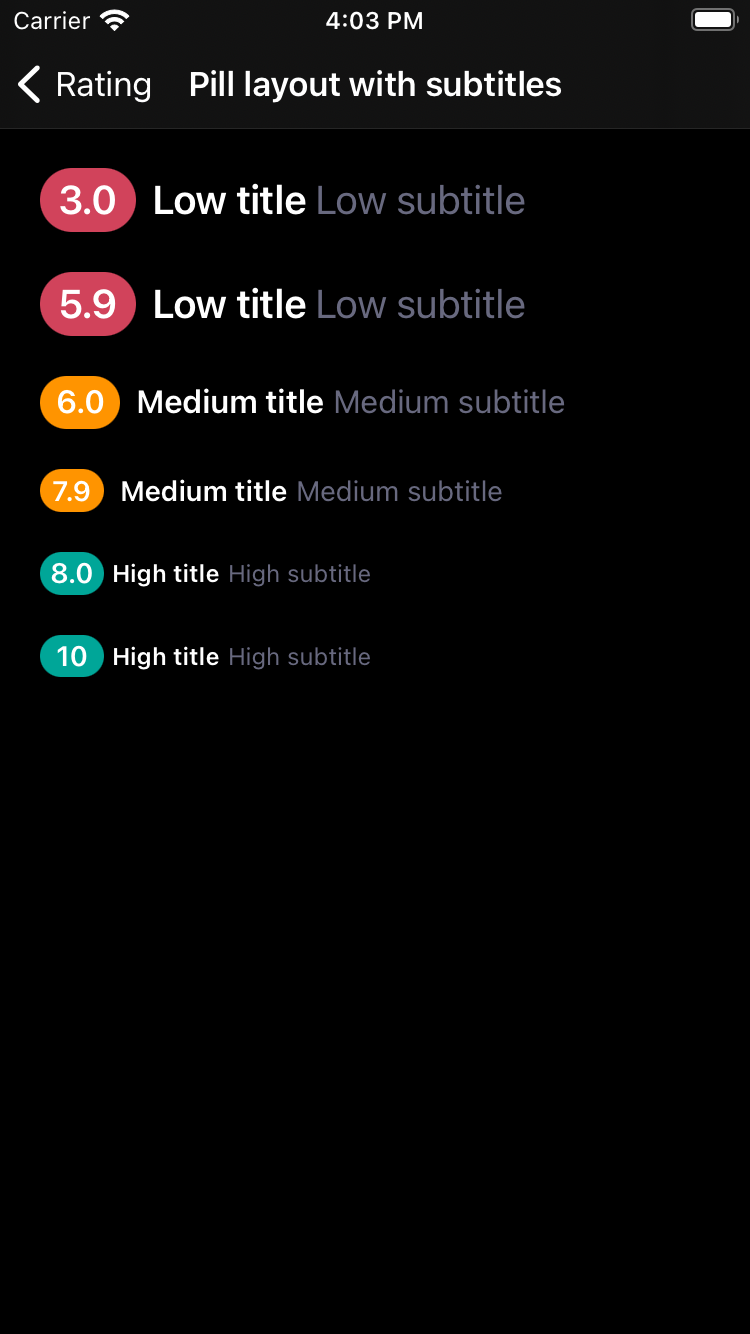 Carrier 4:03 PM
Rating Pill layout with subtitles
3.0 Low title Low subtitle
5.9 Low title Low subtitle
6.0 Medium title Medium subtitle
7.9 Medium title Medium subtitle
8.0 High title High subtitle
10 High title High subtitle